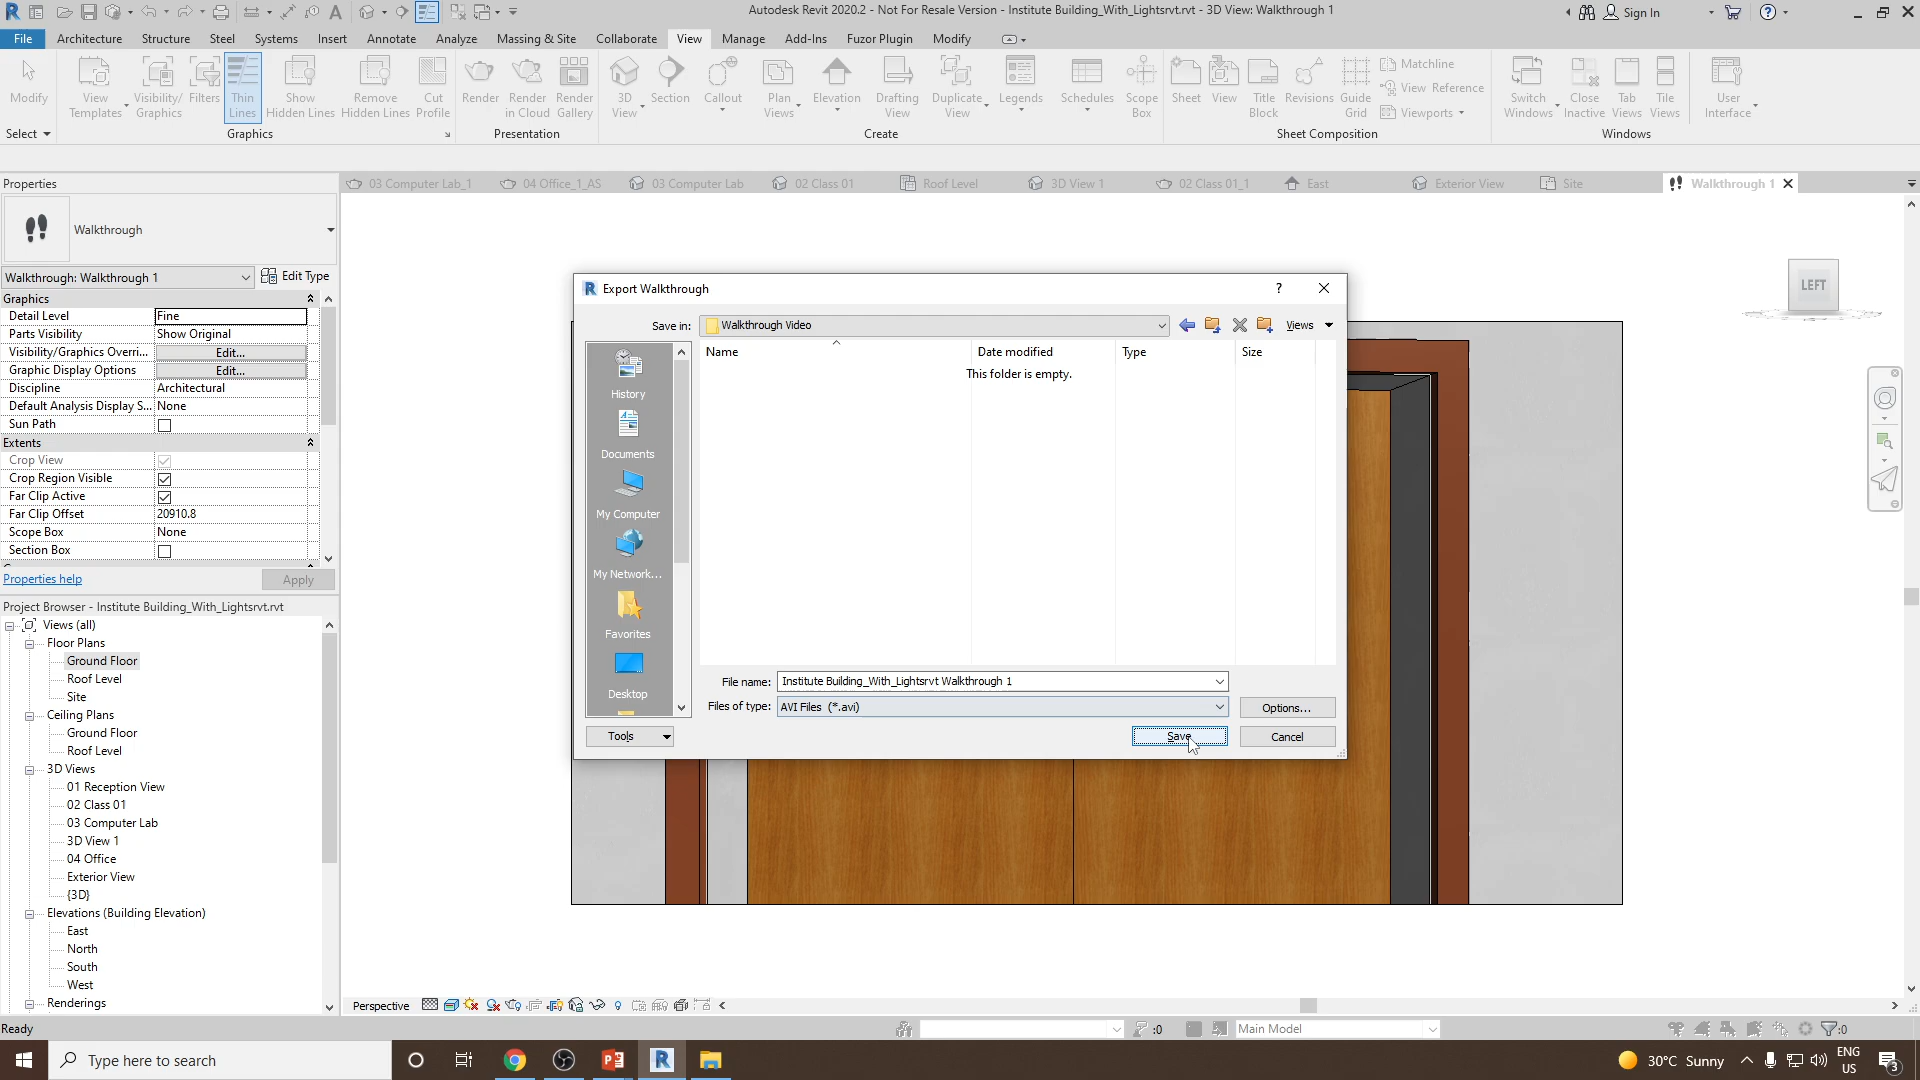 Autodesk Revit 2020.2 - Not For Resale Version - Institute Building_With_Lightsrvt.rvt - 3D View: Walkthrough 1
Sign In
File Architecture Structure Steel Systems Insert Annotate Analyze Massing & Site Collaborate View Manage Add-Ins Fuzor Plugin Modify
Modify
View Templates
Visibility/ Graphics
Filters
Thin Lines
Show Hidden Lines
Remove Hidden Lines
Cut Profile
Render
Render in Cloud
Render Gallery
3D View
Section
Callout
Plan Views
Elevation
Drafting View
Duplicate View
Legends
Schedules
Scope Box
Sheet
View
Title Block
Revisions
Guide Grid
Matchline
View Reference
Viewports
Switch Windows
Close Inactive
Tab Views
Tile Views
User Interface
Select Graphics Presentation Create Sheet Composition Windows
Properties
03 Computer Lab_1 04 Office_1_AS 03 Computer Lab 02 Class 01 Roof Level 3D View 1 02 Class 01_1 East Exterior View Site Walkthrough 1
Walkthrough
Walkthrough: Walkthrough 1 Edit Type
Graphics
Detail Level Fine
Parts Visibility Show Original
Visibility/Graphics Overri... Edit...
Graphic Display Options Edit...
Discipline Architectural
Default Analysis Display S... None
Sun Path
Extents
Crop View
Crop Region Visible
Far Clip Active
Far Clip Offset 20910.8
Scope Box None
Section Box
Properties help Apply
Project Browser - Institute Building_With_Lightsrvt.rvt
Views (all)
Floor Plans
Ground Floor
Roof Level
Site
Ceiling Plans
Ground Floor
Roof Level
3D Views
01 Reception View
02 Class 01
03 Computer Lab
3D View 1
04 Office
Exterior View
{3D}
Elevations (Building Elevation)
East
North
South
West
Renderings
Export Walkthrough ?
Save in: Walkthrough Video Views
Name Date modified Type Size
This folder is empty.
History
Documents
My Computer
My Network...
Favorites
Desktop
File name: Institute Building_With_Lightsrvt Walkthrough 1
Files of type: AVI Files (*.avi) Options...
Tools Save Cancel
LEFT
Perspective
Ready
:0
Main Model
:0
Type here to search
30°C Sunny
ENG
US
3